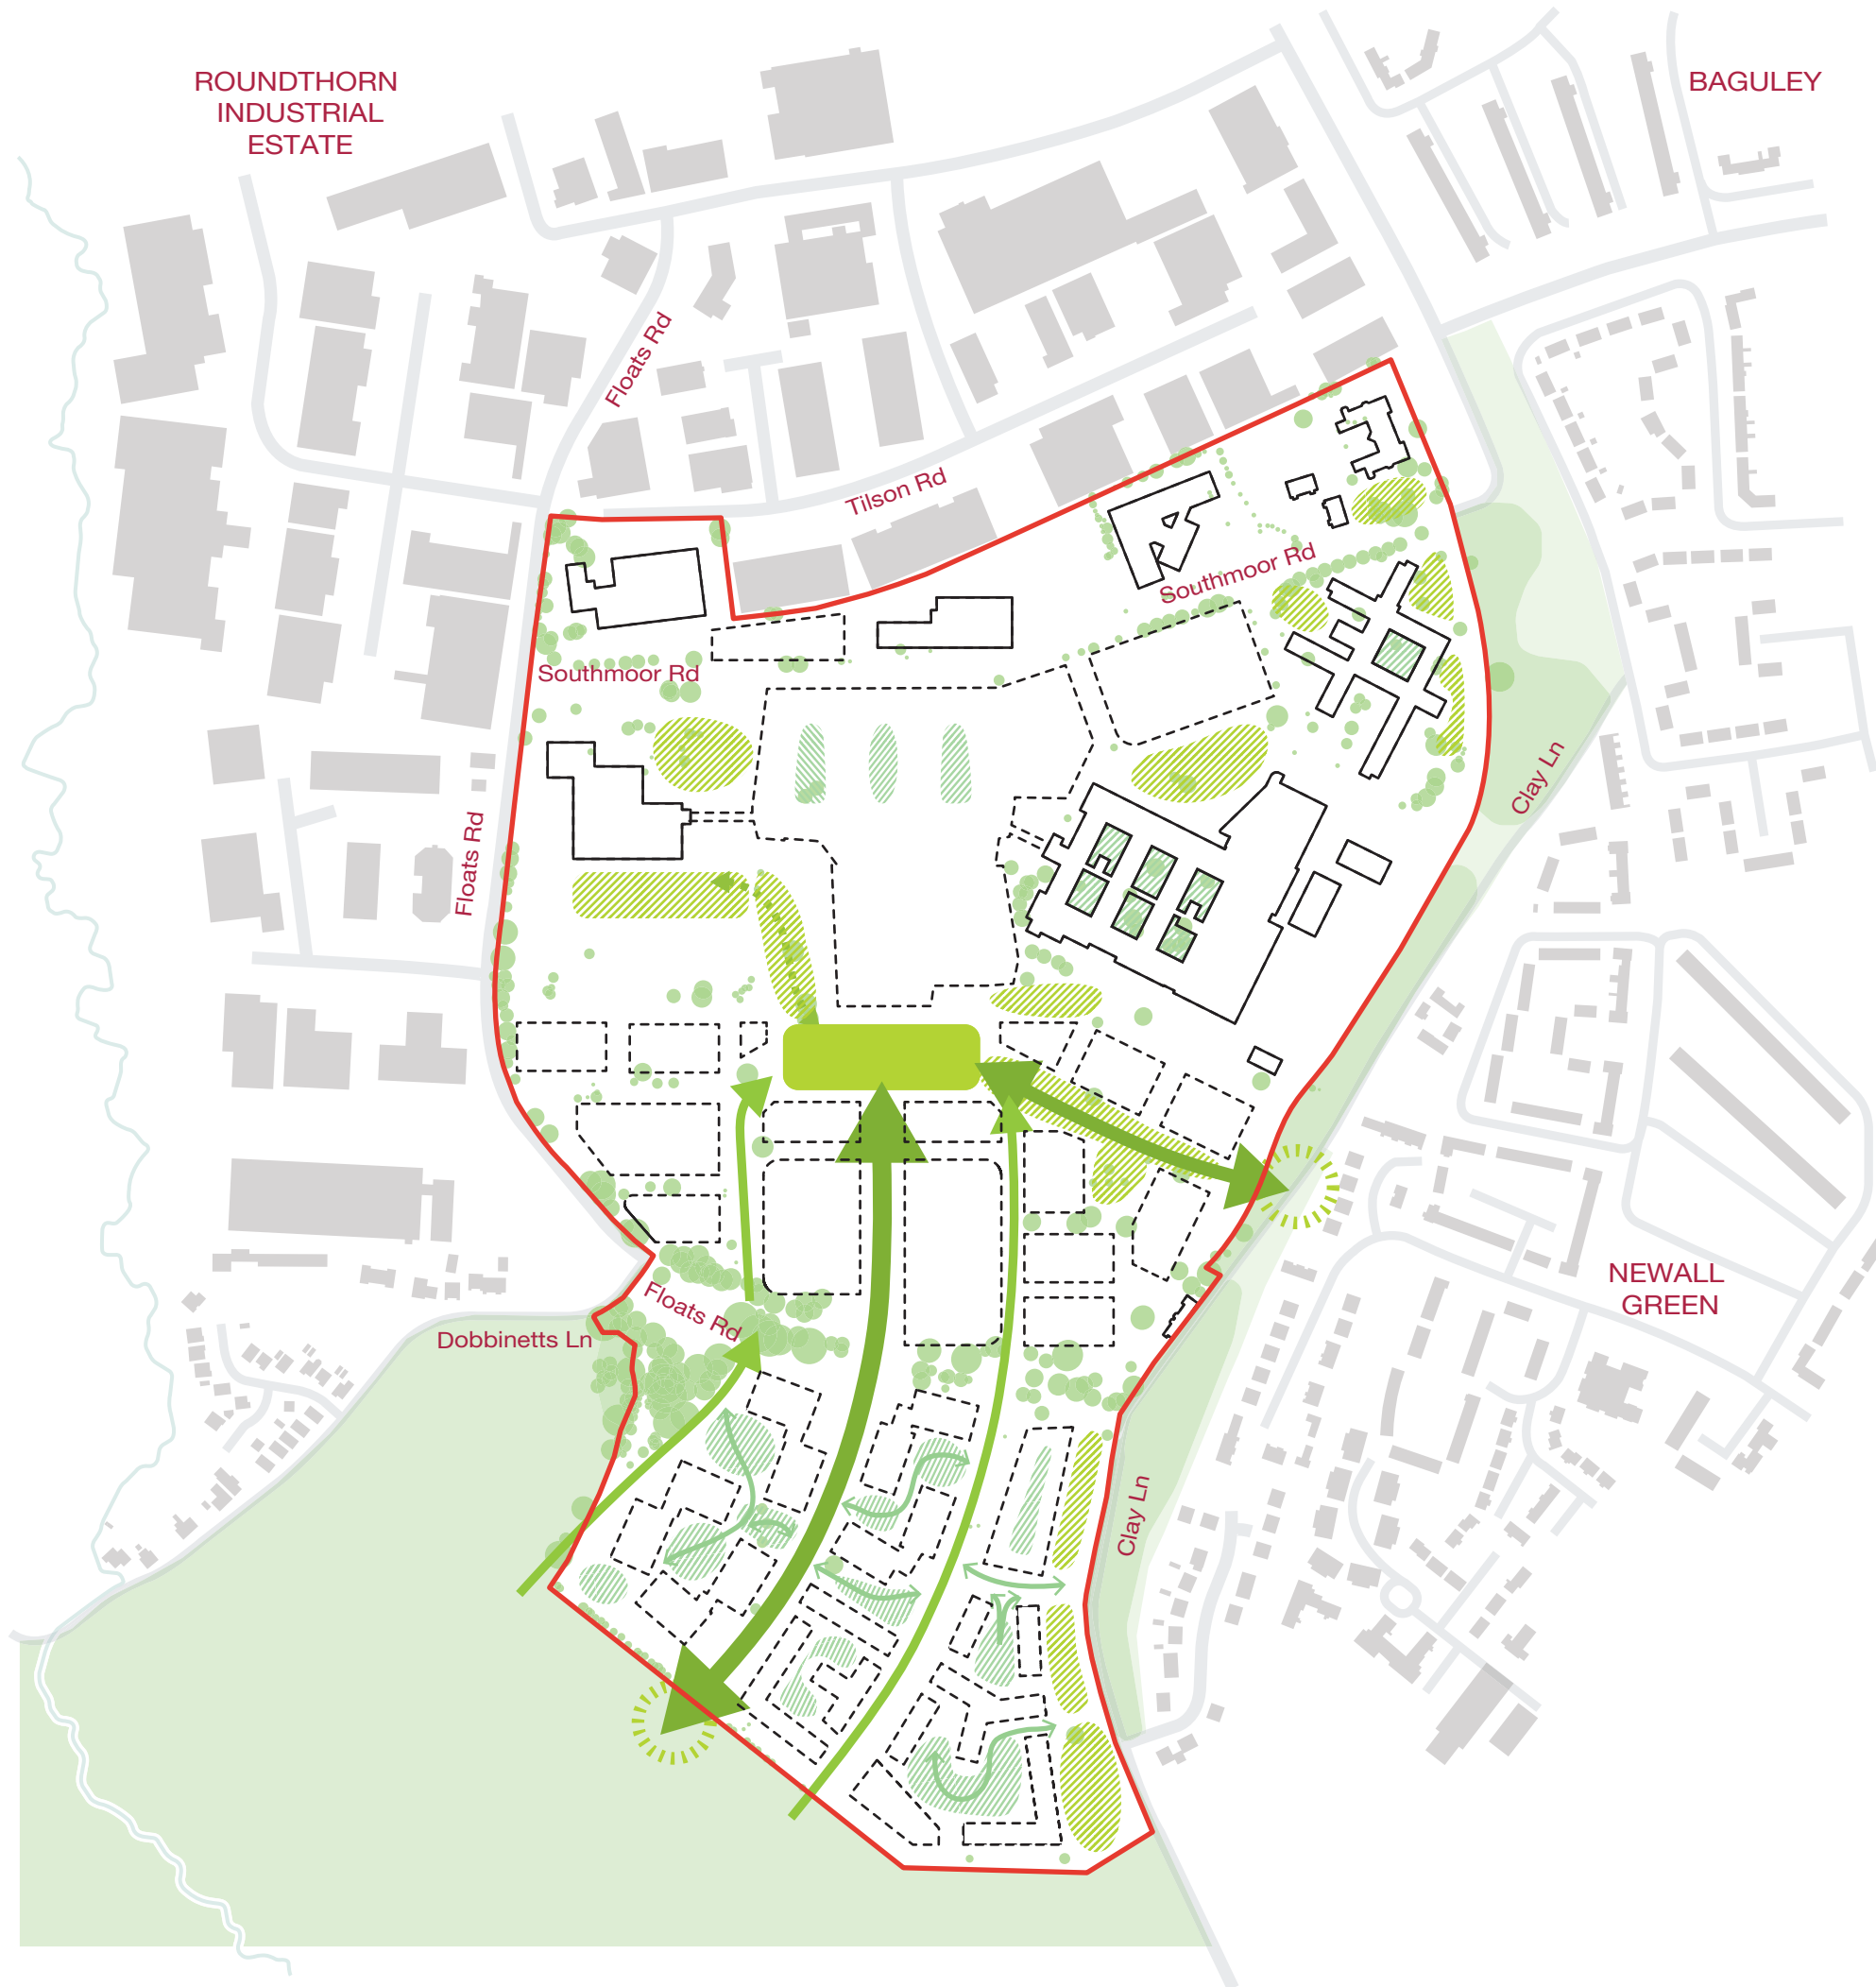 ROUNDTHORN
INDUSTRIAL
ESTATE
BAGULEY
Floats Rd
Tilson Rd
Southmoor Rd
Southmoor Rd
Clay Ln
Floats Rd
NEWALL
GREEN
Floats Rd
Dobbinetts Ln
Clay Ln